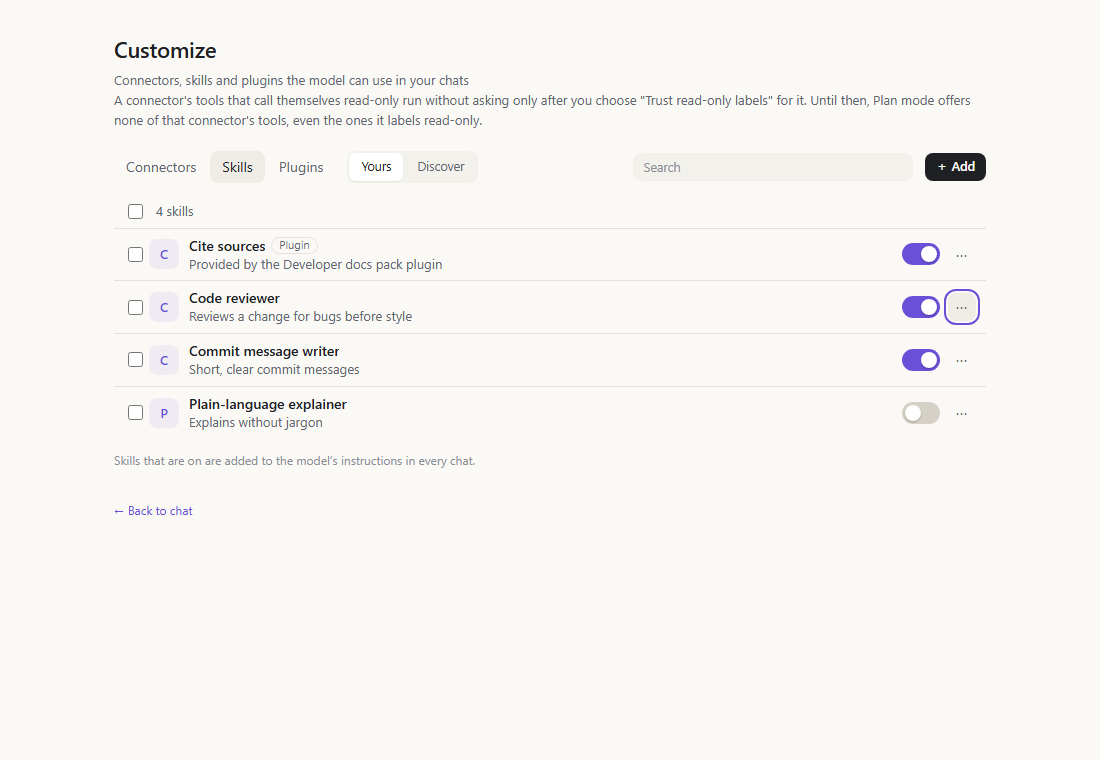 Customize
Connectors, skills and plugins the model can use in your chats
A connector's tools that call themselves read-only run without asking only after you choose "Trust read-only labels" for it. Until then, Plan mode offers
none of that connector's tools, even the ones it labels read-only.
Connectors Skills Plugins Yours Discover Search + Add
4 skills
C Cite sources Plugin ...
Provided by the Developer docs pack plugin
C Code reviewer ...
Reviews a change for bugs before style
C Commit message writer ...
Short, clear commit messages
P Plain-language explainer ...
Explains without jargon
Skills that are on are added to the model's instructions in every chat.
← Back to chat